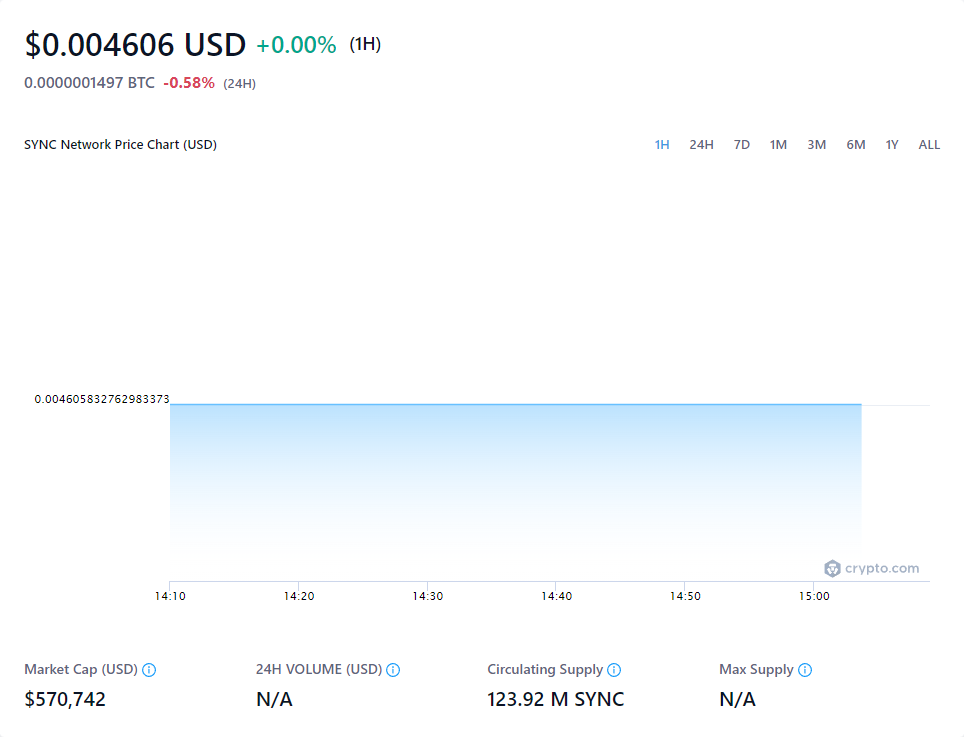 $0.004606 USD +0.00% (1H)
0.0000001497 BTC -0.58% (24H)
SYNC Network Price Chart (USD) 1H 24H 7D 1M 3M 6M 1Y ALL
0.004605832762983373
crypto.com
14:10 14:20 14:30 14:40 14:50 15:00
Market Cap (USD) 24H VOLUME (USD) Circulating Supply Max Supply
$570,742 N/A 123.92 M SYNC N/A